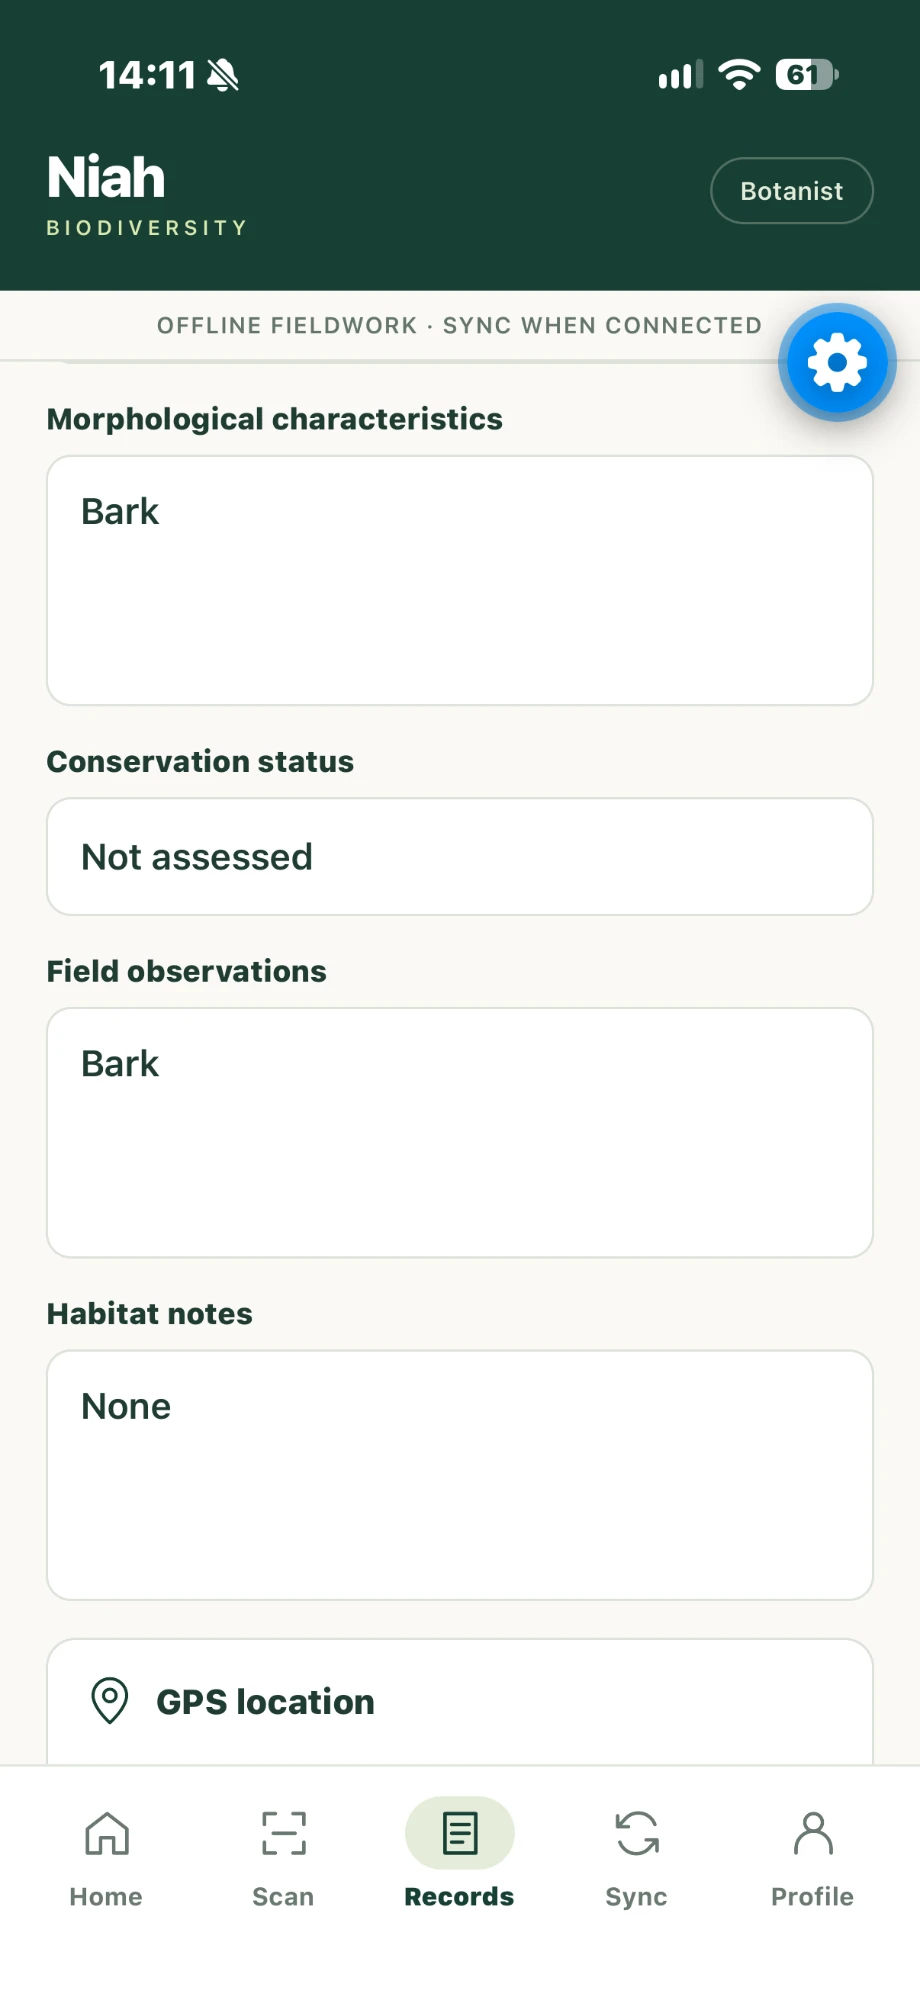 14:11
61
Niah
BIODIVERSITY
Botanist
OFFLINE FIELDWORK · SYNC WHEN CONNECTED
Morphological characteristics
Bark
Conservation status
Not assessed
Field observations
Bark
Habitat notes
None
GPS location
Home
Scan
Records
Sync
Profile